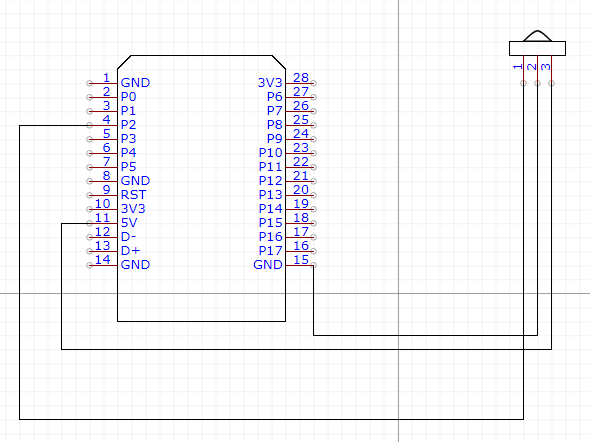 1 2 3
1 GND 3V3 28
2 P0 P6 27
3 P1 P7 26
4 P2 P8 25
5 P3 P9 24
6 P4 P10 23
7 P5 P11 22
8 GND P12 21
9 RST P13 20
10 3V3 P14 19
11 5V P15 18
12 D- P16 17
13 D+ P17 16
14 GND GND 15